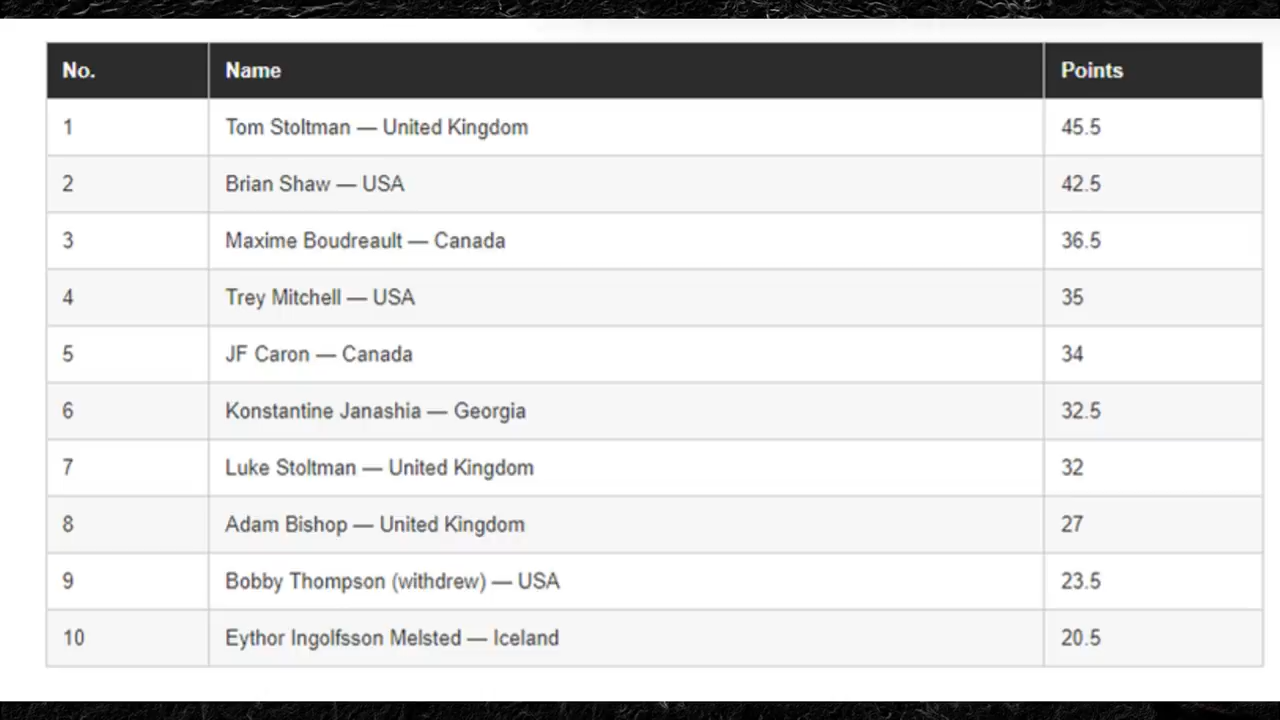 No. Name Points
1 Tom Stoltman — United Kingdom 45.5
2 Brian Shaw — USA 42.5
3 Maxime Boudreault — Canada 36.5
4 Trey Mitchell — USA 35
5 JF Caron — Canada 34
6 Konstantine Janashia — Georgia 32.5
7 Luke Stoltman — United Kingdom 32
8 Adam Bishop — United Kingdom 27
9 Bobby Thompson (withdrew) — USA 23.5
10 Eythor Ingolfsson Melsted — Iceland 20.5